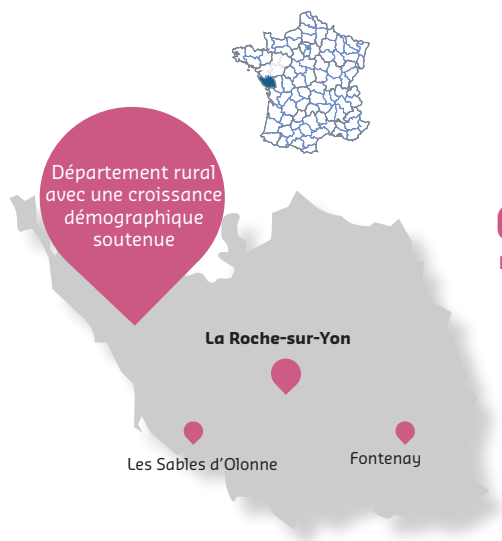 Département rural
avec une croissance
démographique
soutenue
La Roche-sur-Yon
Les Sables d'Olonne
Fontenay